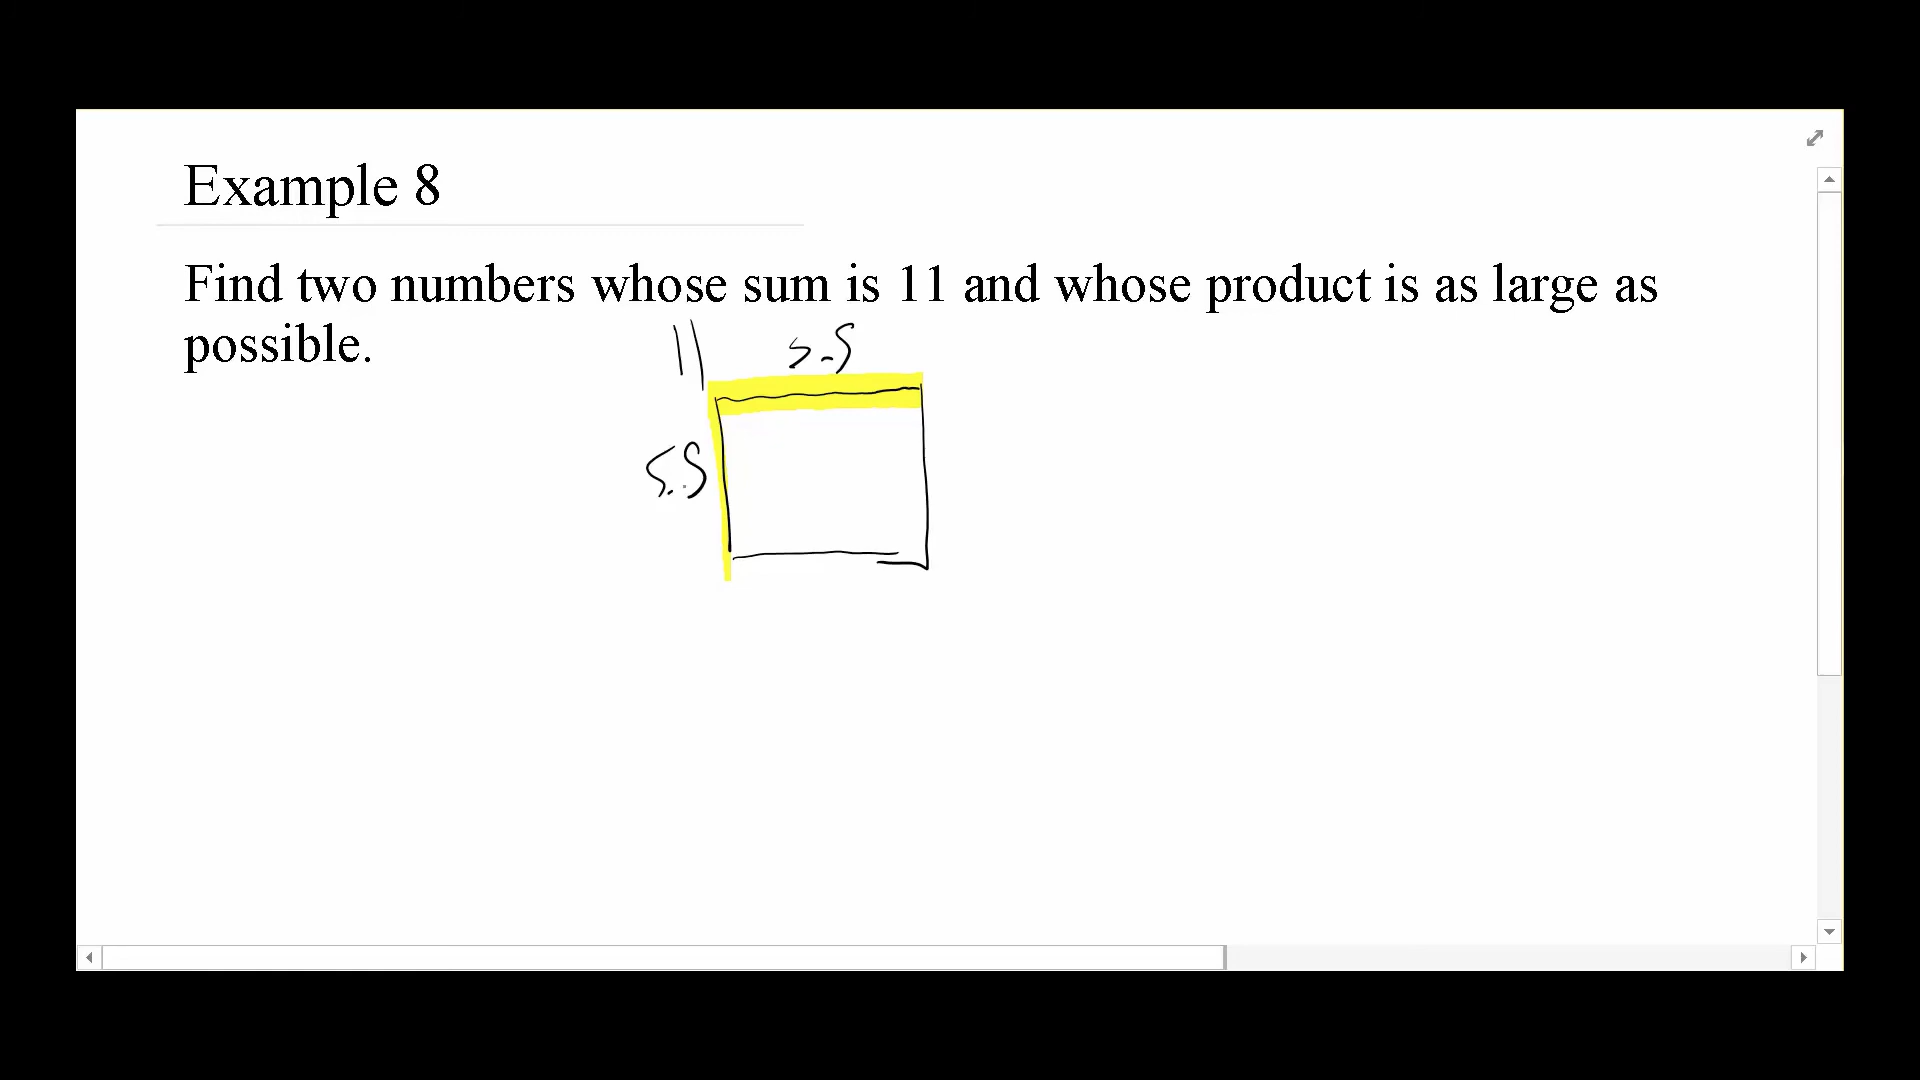 Example 8
Find two numbers whose sum is 11 and whose product is as large as
possible.
11
5.5
5.5